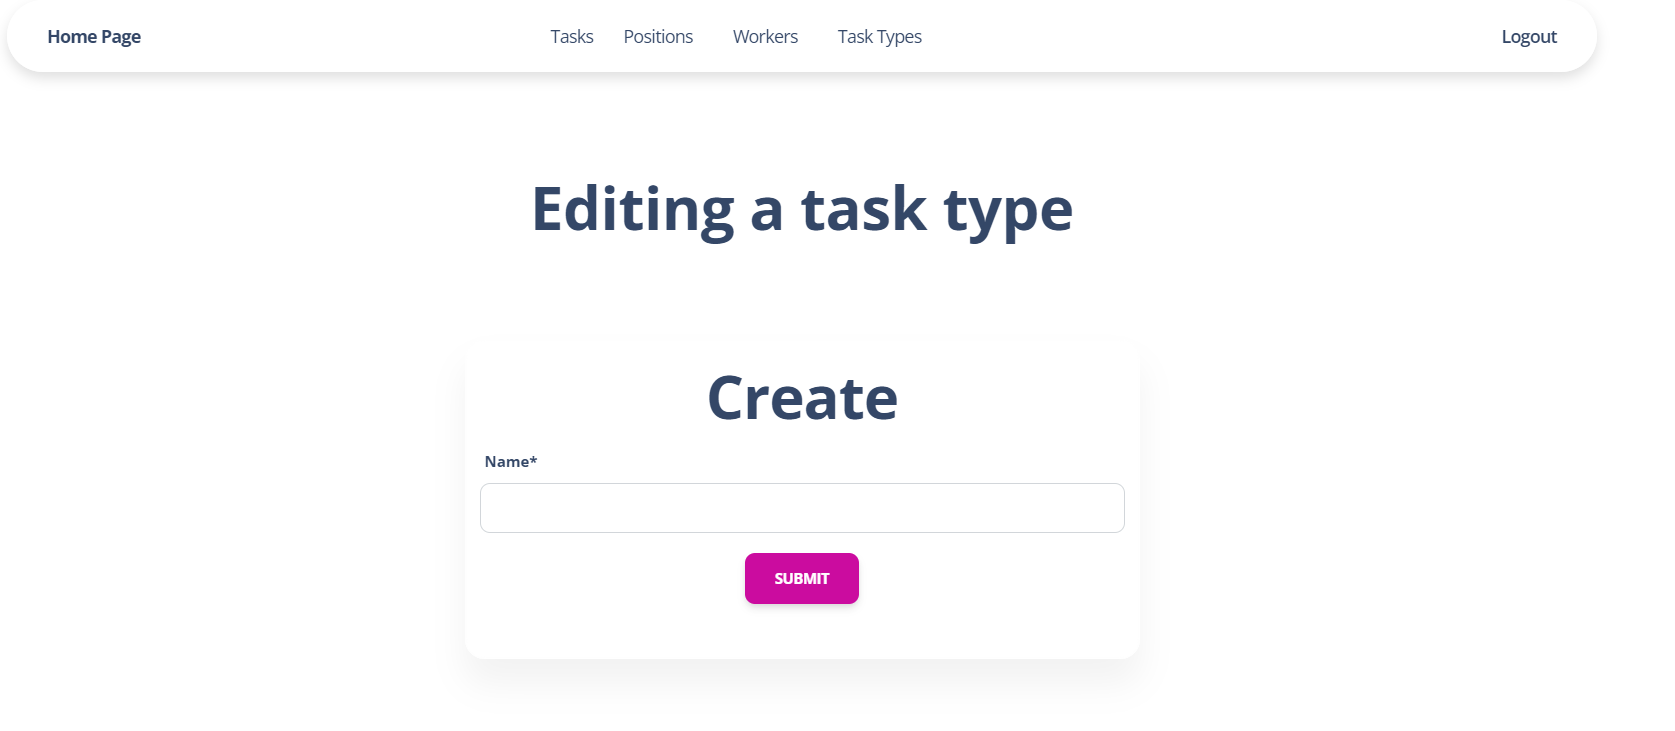 Home Page Tasks Positions Workers Task Types Logout
Editing a task type
Create
Name*
SUBMIT